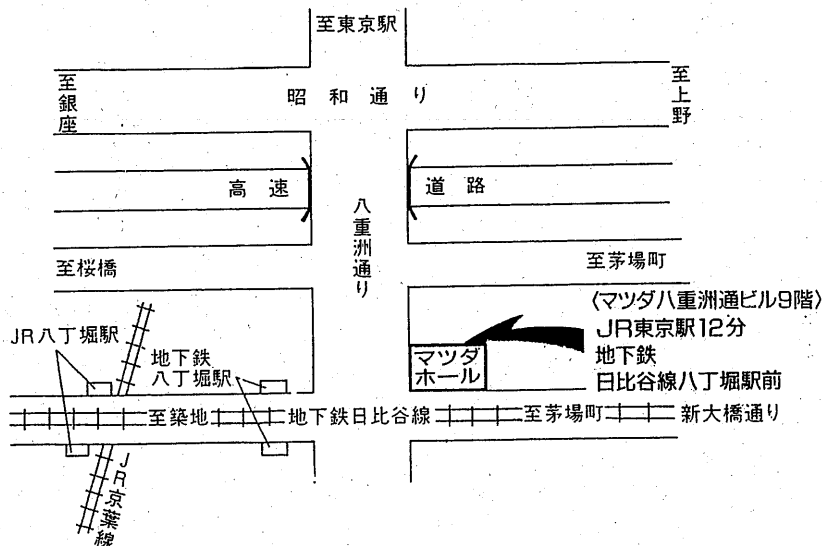 至東京駅
至銀座
昭和通り
至上野
高速
道路
八重洲通り
至桜橋
至茅場町
〈マツダ八重洲通ビル9階〉
JR東京駅12分
地下鉄
日比谷線八丁堀駅前
マツダ
ホール
JR八丁堀駅
地下鉄
八丁堀駅
至築地
地下鉄日比谷線
至茅場町
新大橋通り
JR京葉線